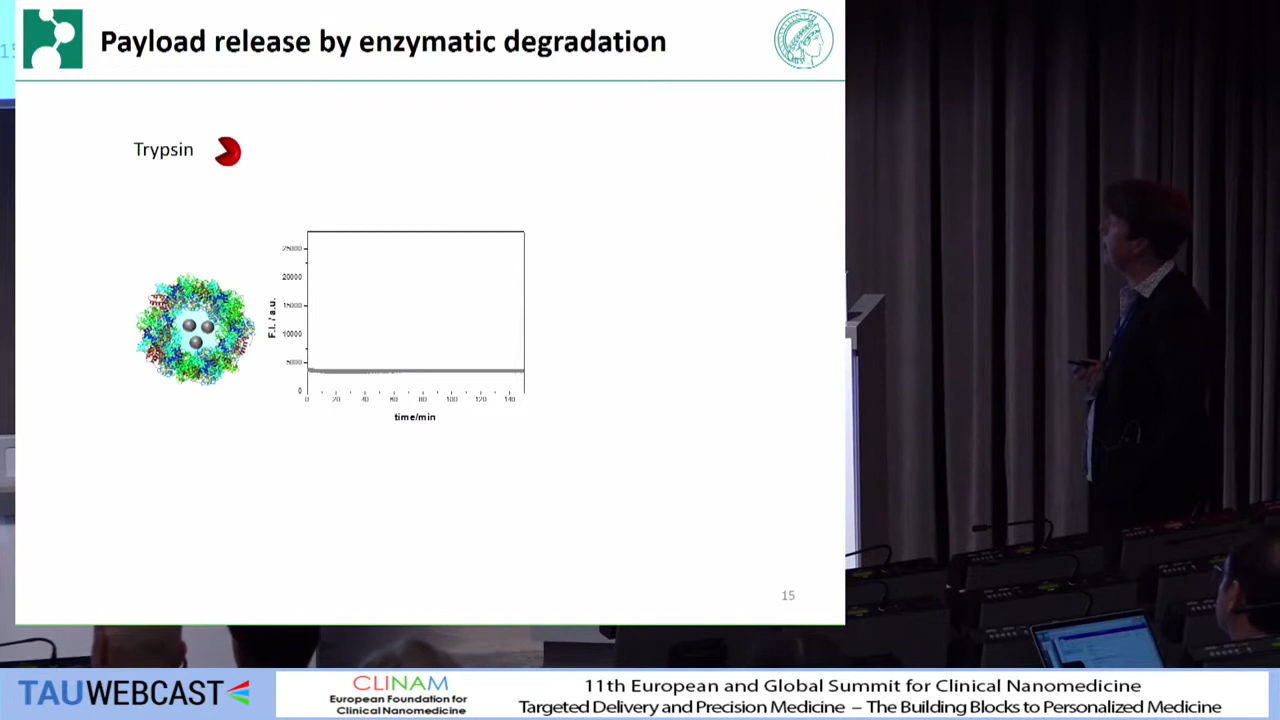 Payload release by enzymatic degradation
Trypsin
25000
20000
15000
10000
5000
0
F.I. / a.u.
0 20 40 60 80 100 120 140
time/min
15
TAUWEBCAST
CLINAM
European Foundation for
Clinical Nanomedicine
11th European and Global Summit for Clinical Nanomedicine
Targeted Delivery and Precision Medicine – The Building Blocks to Personalized Medicine